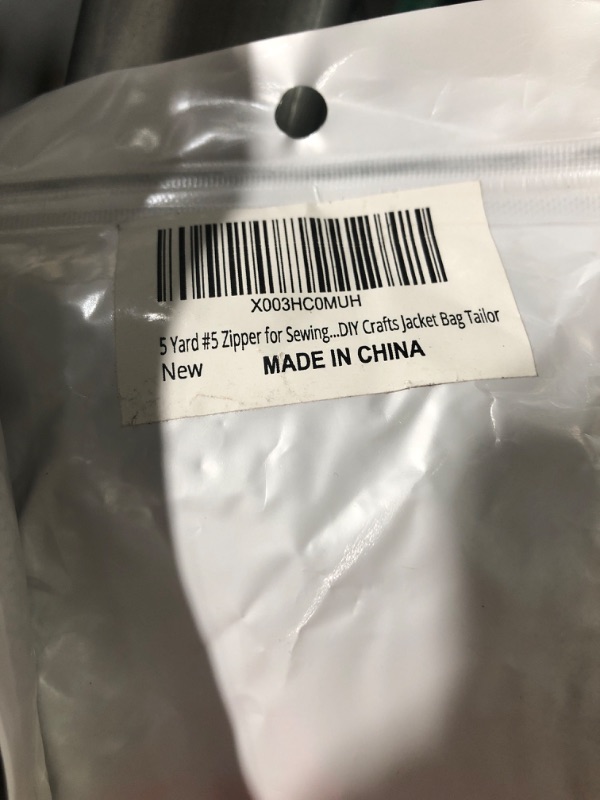 X003HC0MUH
5 Yard #5 Zipper for Sewing...DIY Crafts Jacket Bag Tailor
New MADE IN CHINA